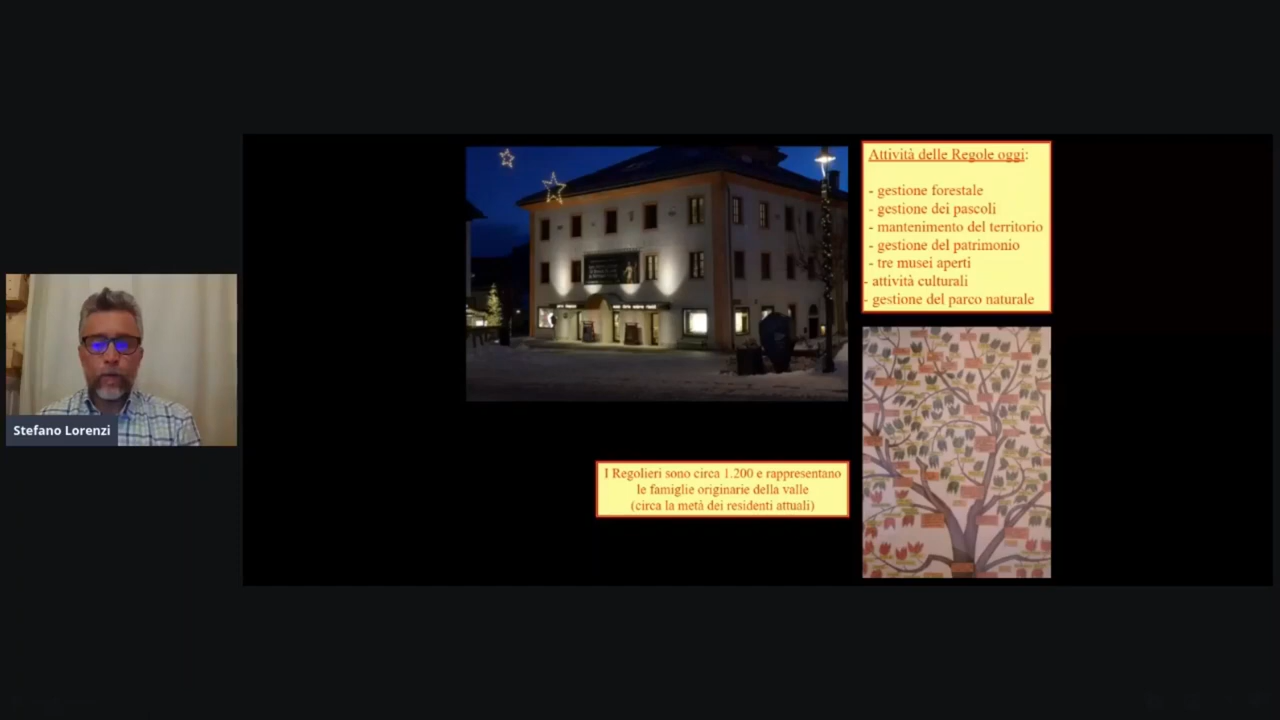 Attività delle Regole oggi:
- gestione forestale
- gestione dei pascoli
- mantenimento del territorio
- gestione del patrimonio
- tre musei aperti
- attività culturali
- gestione del parco naturale
Stefano Lorenzi
I Regolieri sono circa 1.200 e rappresentano
le famiglie originarie della valle
(circa la metà dei residenti attuali)